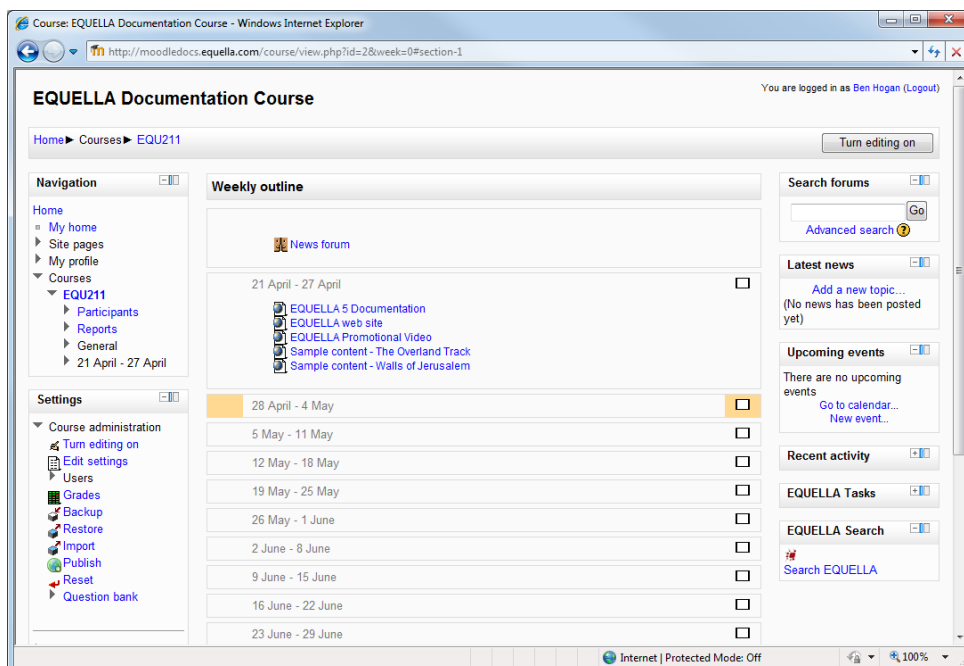 Course: EQUELLA Documentation Course - Windows Internet Explorer
http://moodledocs.equella.com/course/view.php?id=2&week=0#section-1
EQUELLA Documentation Course
You are logged in as Ben Hogan (Logout)
Home► Courses► EQU211
Turn editing on
Navigation
Home
My home
Site pages
My profile
Courses
EQU211
Participants
Reports
General
21 April - 27 April
Settings
Course administration
Turn editing on
Edit settings
Users
Grades
Backup
Restore
Import
Publish
Reset
Question bank
Weekly outline
News forum
21 April - 27 April
EQUELLA 5 Documentation
EQUELLA web site
EQUELLA Promotional Video
Sample content - The Overland Track
Sample content - Walls of Jerusalem
28 April - 4 May
5 May - 11 May
12 May - 18 May
19 May - 25 May
26 May - 1 June
2 June - 8 June
9 June - 15 June
16 June - 22 June
23 June - 29 June
Search forums
Go
Advanced search ?
Latest news
Add a new topic...
(No news has been posted
yet)
Upcoming events
There are no upcoming
events
Go to calendar...
New event...
Recent activity
EQUELLA Tasks
EQUELLA Search
Search EQUELLA
Internet | Protected Mode: Off
100%